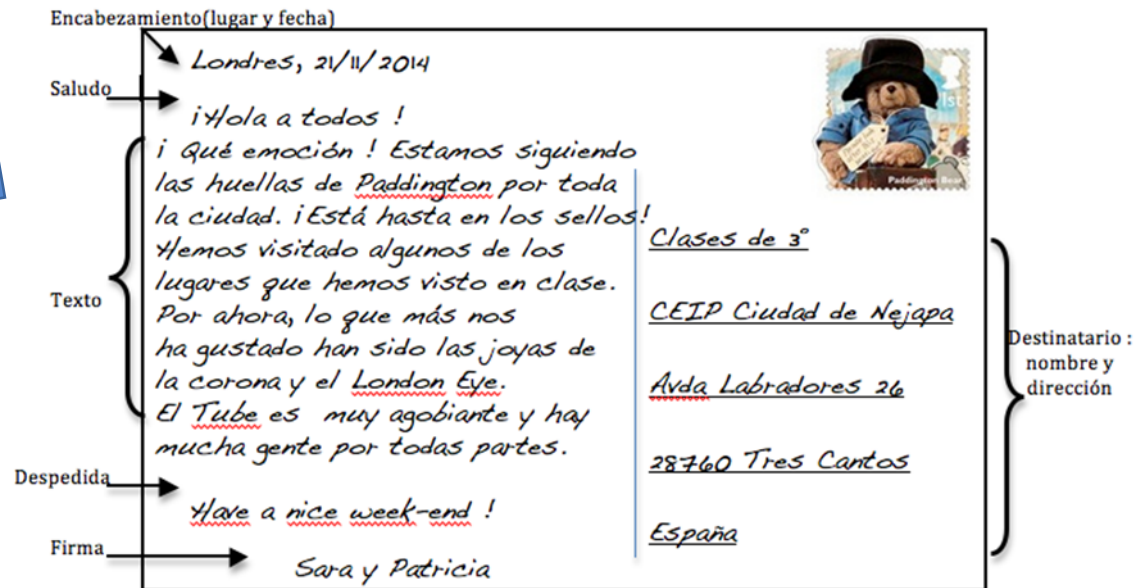 Encabezamiento(lugar y fecha)
Londres, 21/11/2014
Saludo
¡Hola a todos !
¡ Qué emoción ! Estamos siguiendo
las huellas de Paddington por toda
la ciudad. ¡Está hasta en los sellos!
Hemos visitado algunos de los
lugares que hemos visto en clase.
Texto
Por ahora, lo que más nos
ha gustado han sido las joyas de
la corona y el London Eye.
El Tube es muy agobiante y hay
mucha gente por todas partes.
Despedida
Have a nice week-end !
Firma
Sara y Patricia
1st
Paddington Bear
Clases de 3°
CEIP Ciudad de Nejapa
Avda Labradores 26
28760 Tres Cantos
España
Destinatario :
nombre y
dirección